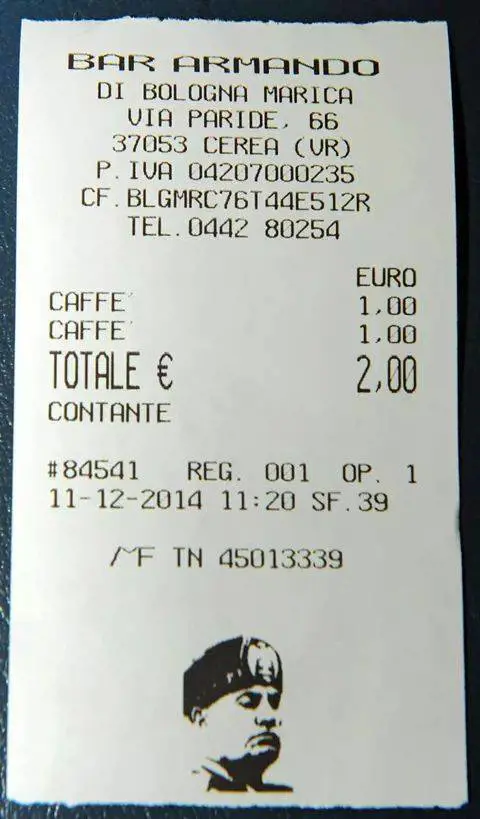 BAR ARMANDO
DI BOLOGNA MARICA
VIA PARIDE, 66
37053 CEREA (VR)
P.IVA 04207000235
CF.BLGMRC76T44E512R
TEL.0442 80254
EURO
CAFFE' 1,00
CAFFE' 1,00
TOTALE € 2,00
CONTANTE
#84541 REG. 001 OP. 1
11-12-2014 11:20 SF.39
MF TN 45013339